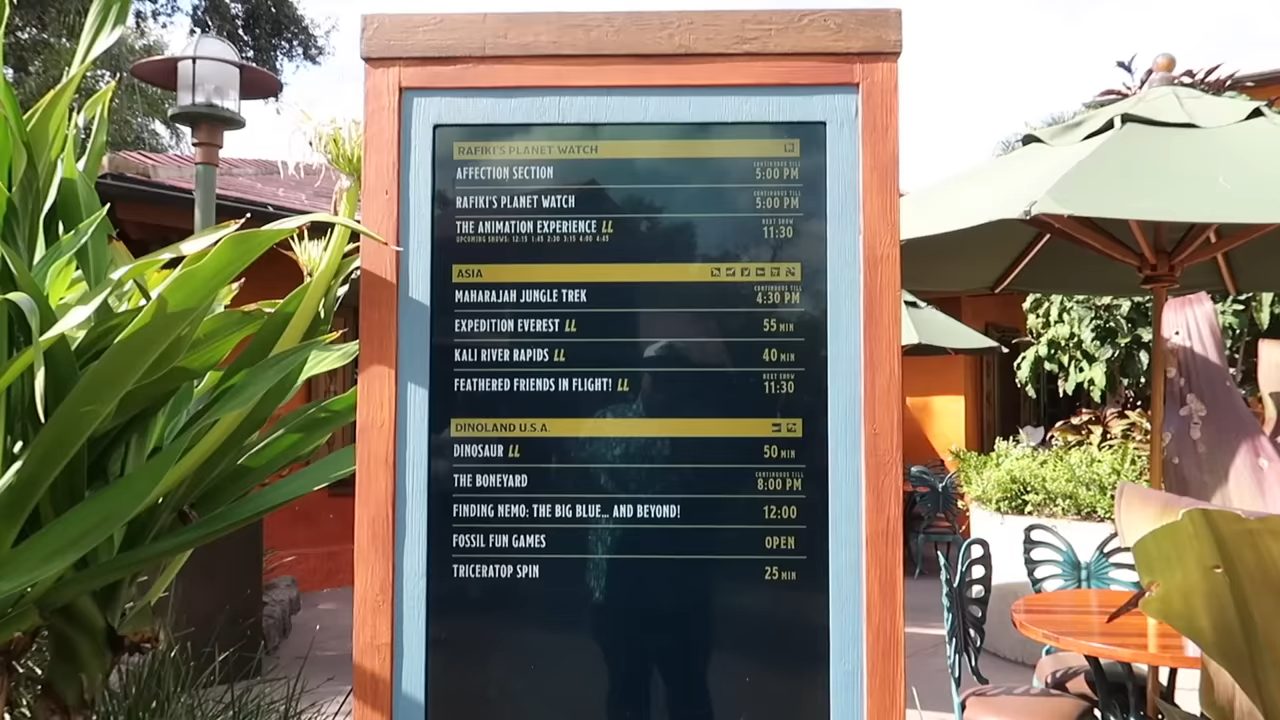 RAFIKI'S PLANET WATCH
AFFECTION SECTION CONTINUOUS TILL 5:00 PM
RAFIKI'S PLANET WATCH CONTINUOUS TILL 5:00 PM
THE ANIMATION EXPERIENCE LL NEXT SHOW 11:30
UPCOMING SHOWS: 12:15 1:45 2:30 3:15 4:00 4:45
ASIA
MAHARAJAH JUNGLE TREK CONTINUOUS TILL 4:30 PM
EXPEDITION EVEREST LL 55 MIN
KALI RIVER RAPIDS LL 40 MIN
FEATHERED FRIENDS IN FLIGHT! LL NEXT SHOW 11:30
DINOLAND U.S.A.
DINOSAUR LL 50 MIN
THE BONEYARD CONTINUOUS TILL 8:00 PM
FINDING NEMO: THE BIG BLUE... AND BEYOND! 12:00
FOSSIL FUN GAMES OPEN
TRICERATOP SPIN 25 MIN